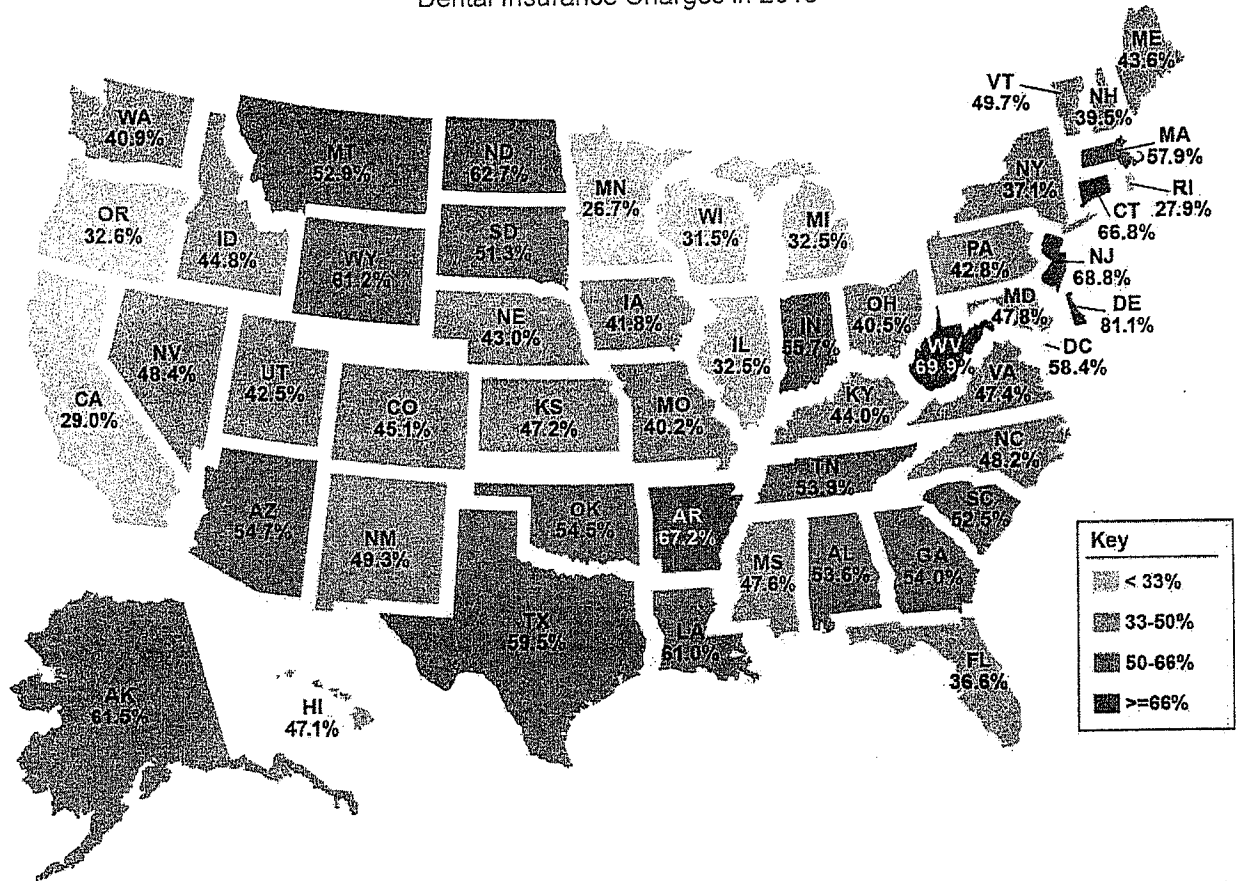 Dental Insurance Charges in
ME
43.6%
VT
49.7%
NH
39.5%
MA
57.9%
RI
27.9%
CT
66.8%
NJ
68.8%
DE
81.1%
MD
47.8%
DC
58.4%
WA
40.9%
MT
52.9%
ND
62.7%
MN
26.7%
WI
31.5%
MI
32.5%
NY
37.1%
OR
32.6%
ID
44.8%
WY
61.2%
SD
51.3%
PA
42.8%
NE
43.0%
IA
41.8%
IL
32.5%
IN
55.7%
OH
40.5%
WV
69.9%
VA
47.4%
NV
48.4%
UT
42.5%
CO
45.1%
KS
47.2%
MO
40.2%
KY
44.0%
CA
29.0%
TN
53.9%
NC
48.2%
AZ
54.7%
NM
49.3%
OK
54.5%
AR
67.2%
SC
52.5%
MS
47.6%
AL
53.6%
GA
54.0%
TX
59.5%
LA
61.0%
FL
36.6%
AK
61.5%
HI
47.1%
Key
< 33%
33-50%
50-66%
>=66%